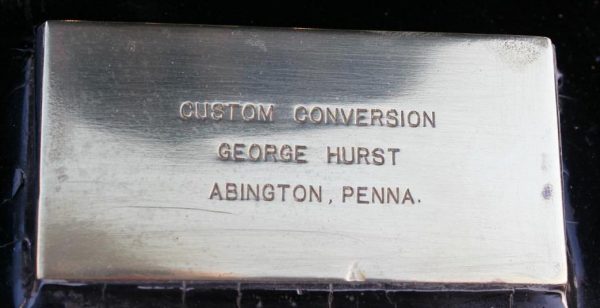 CUSTOM CONVERSION
GEORGE HURST
ABINGTON, PENNA.